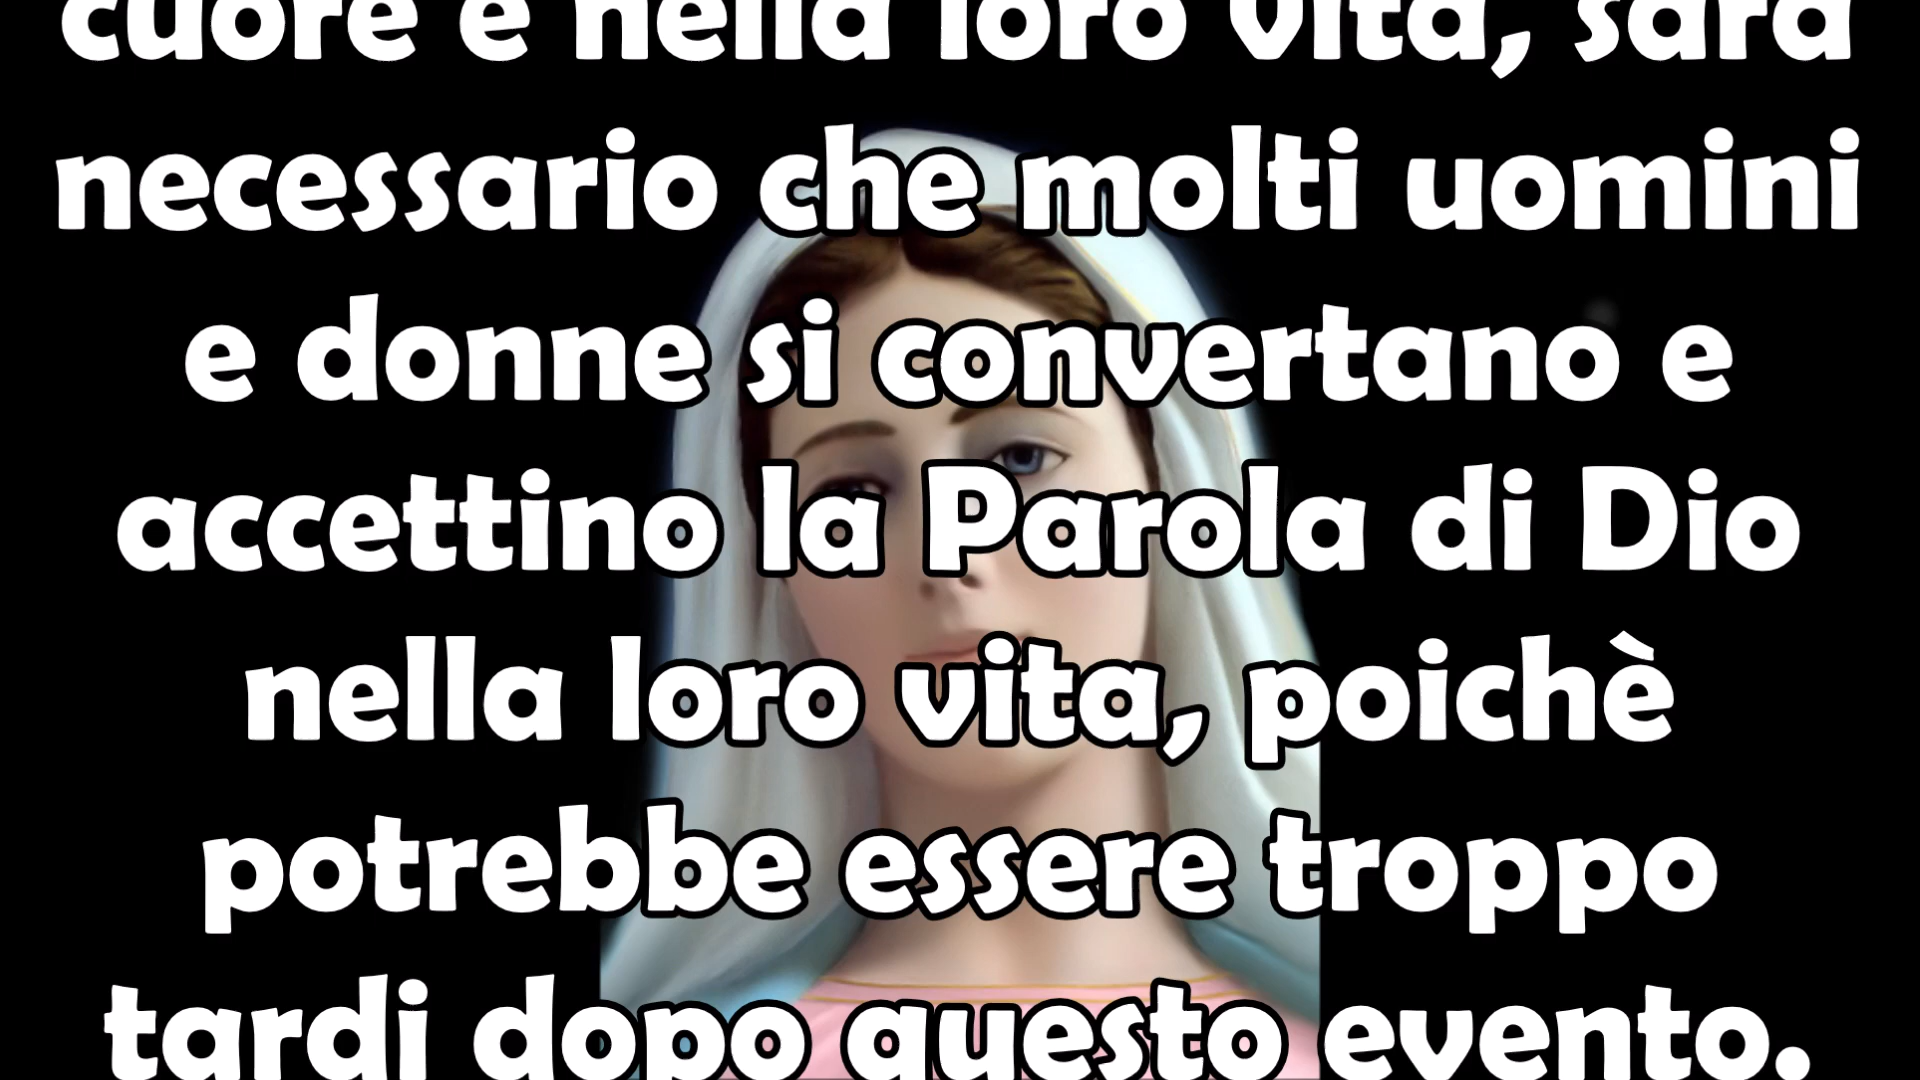 cuore e nella loro vita, sarà
necessario che molti uomini
e donne si convertano e
accettino la Parola di Dio
nella loro vita, poichè
potrebbe essere troppo
tardi dopo questo evento.